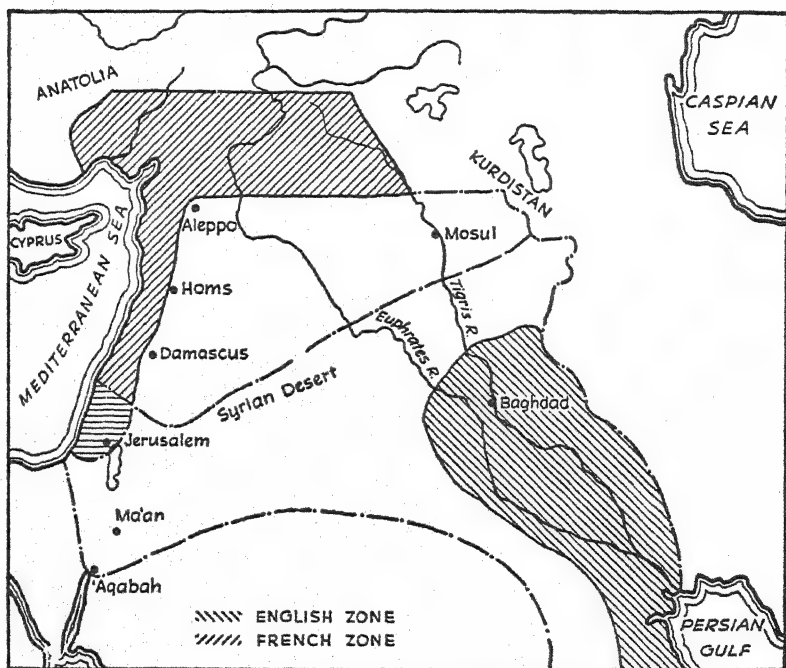 ANATOLIA
CASPIAN
SEA
KURDISTAN
CYPRUS
MEDITERRANEAN SEA
Aleppo
Mosul
Homs
Tigris R.
Euphrates R.
Damascus
Syrian Desert
Baghdad
Jerusalem
Ma'an
'Aqabah
ENGLISH ZONE
FRENCH ZONE
PERSIAN
GULF